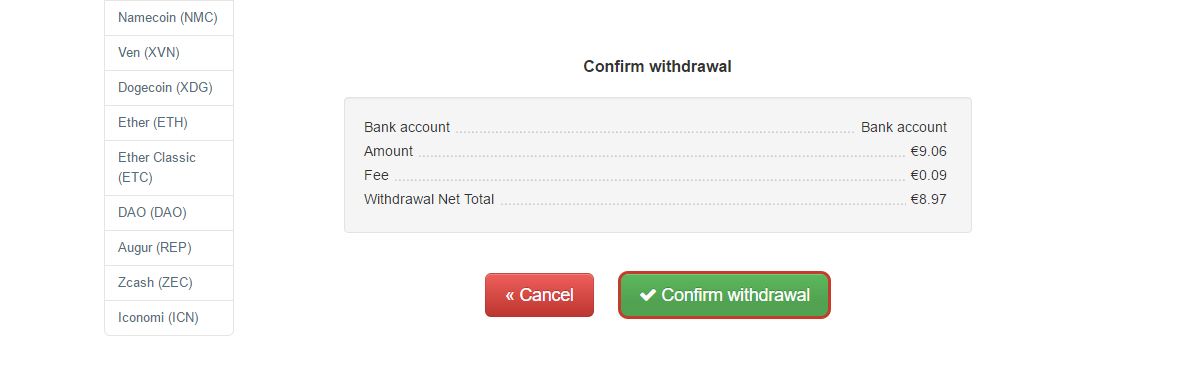 Namecoin (NMC)
Ven (XVN)
Dogecoin (XDG)
Ether (ETH)
Ether Classic
(ETC)
DAO (DAO)
Augur (REP)
Zcash (ZEC)
Iconomi (ICN)
Confirm withdrawal
Bank account Bank account
Amount €9.06
Fee €0.09
Withdrawal Net Total €8.97
« Cancel ✔ Confirm withdrawal